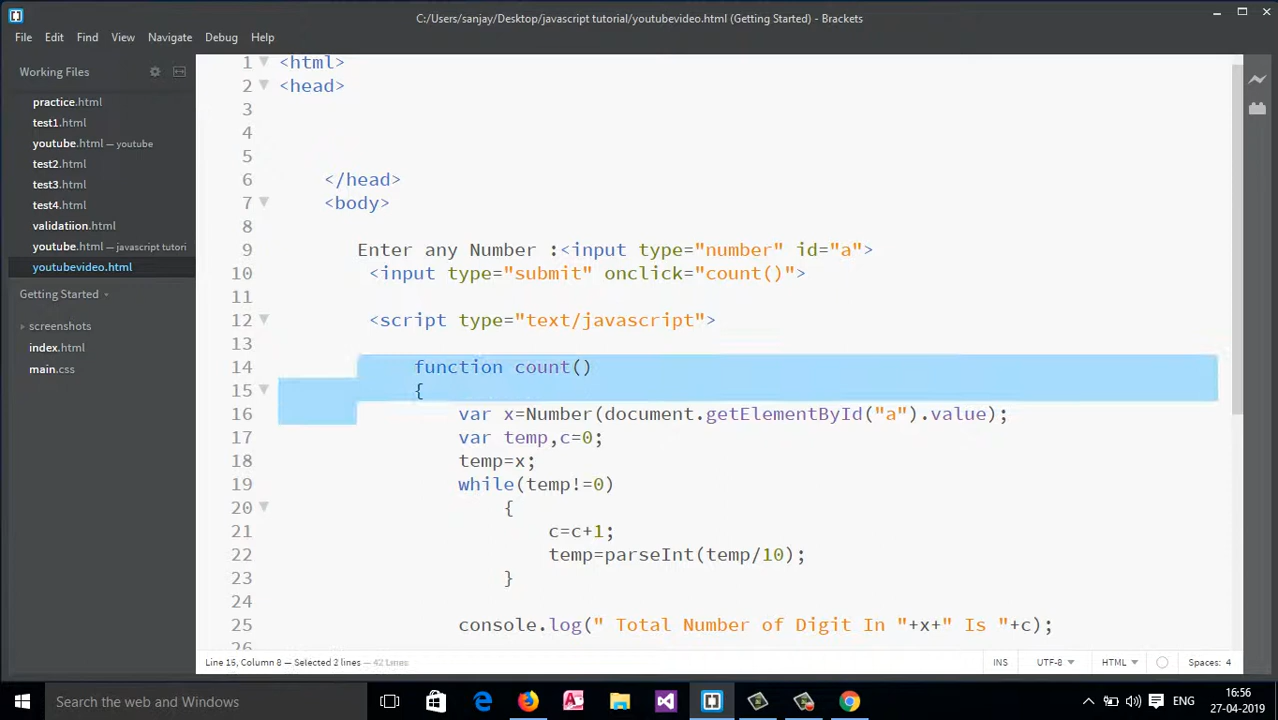 C:/Users/sanjay/Desktop/javascript tutorial/youtubevideo.html (Getting Started) - Brackets
File Edit Find View Navigate Debug Help
Working Files
practice.html
test1.html
youtube.html — youtube
test2.html
test3.html
test4.html
validatiion.html
youtube.html — javascript tutori
youtubevideo.html
Getting Started
screenshots
index.html
main.css
1 <html>
2 <head>
3
4
5
6 </head>
7 <body>
8
9 Enter any Number :<input type="number" id="a">
10 <input type="submit" onclick="count()">
11
12 <script type="text/javascript">
13
14 function count()
15 {
16 var x=Number(document.getElementById("a").value);
17 var temp,c=0;
18 temp=x;
19 while(temp!=0)
20 {
21 c=c+1;
22 temp=parseInt(temp/10);
23 }
24
25 console.log(" Total Number of Digit In "+x+" Is "+c);
26
Line 16, Column 8 — Selected 2 lines — 42 Lines
INS UTF-8 HTML Spaces: 4
Search the web and Windows
ENG
16:56
27-04-2019